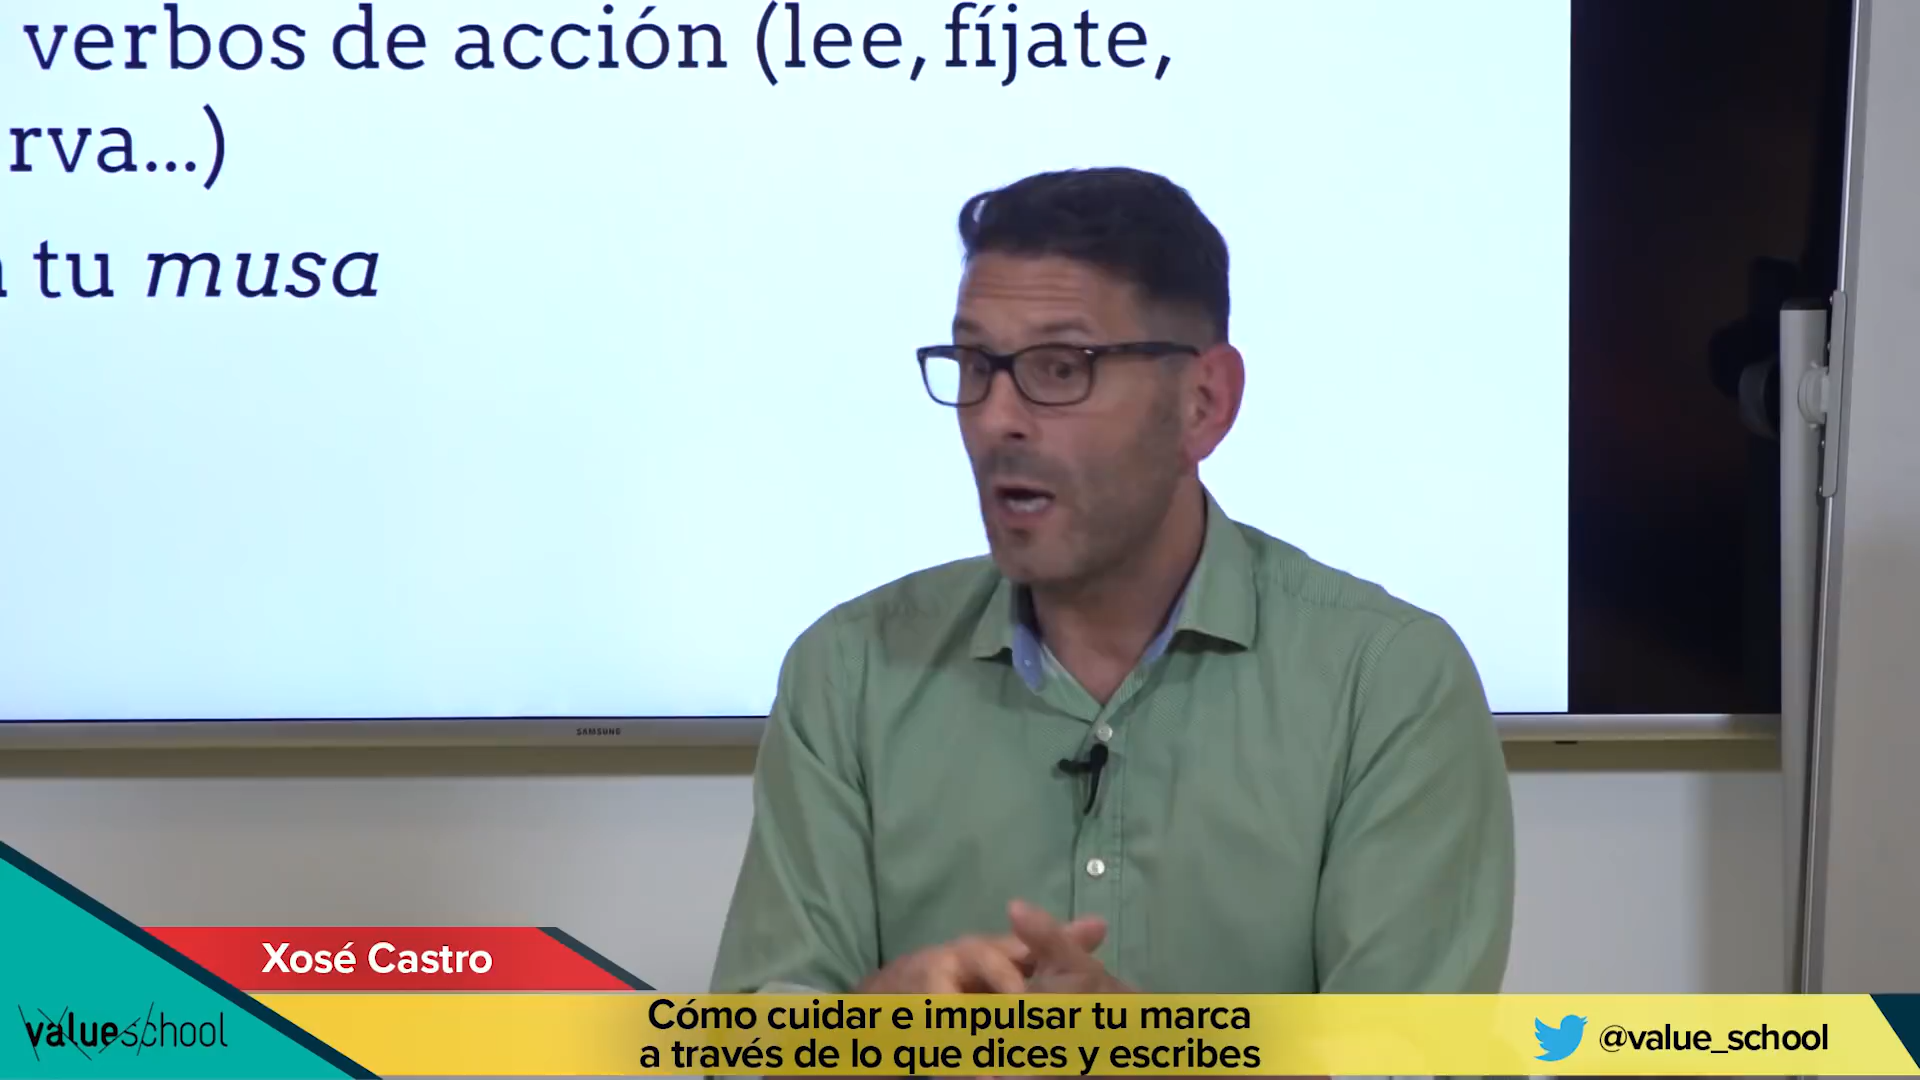 verbos de acción (lee, fíjate,
rva...)
tu musa
SAMSUNG
Xosé Castro
valueschool
Cómo cuidar e impulsar tu marca
a través de lo que dices y escribes
@value_school